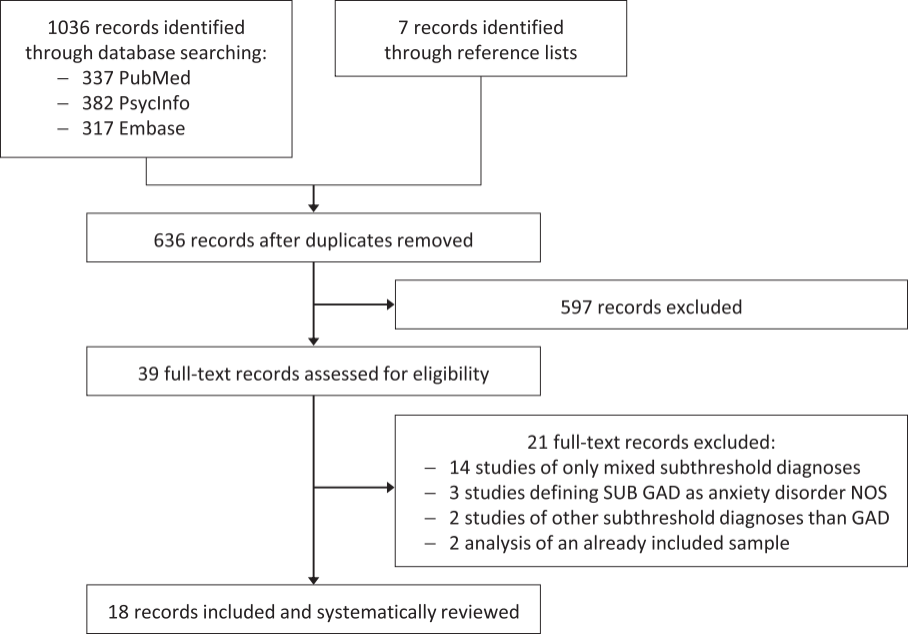 1036 records identified
through database searching:
– 337 PubMed
– 382 PsycInfo
– 317 Embase
7 records identified
through reference lists
636 records after duplicates removed
597 records excluded
39 full-text records assessed for eligibility
21 full-text records excluded:
– 14 studies of only mixed subthreshold diagnoses
– 3 studies defining SUB GAD as anxiety disorder NOS
– 2 studies of other subthreshold diagnoses than GAD
– 2 analysis of an already included sample
18 records included and systematically reviewed